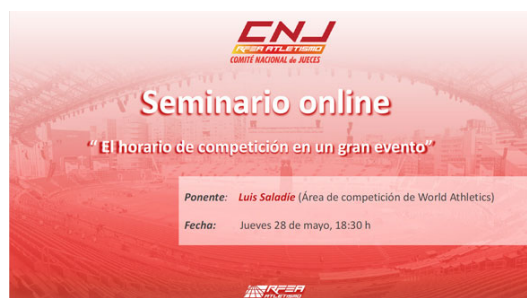 CNJ
RFEA ATLETISMO
COMITÉ NACIONAL de JUECES
Seminario online
“ El horario de competición en un gran evento”
Ponente: Luis Saladie (Área de competición de World Athletics)
Fecha: Jueves 28 de mayo, 18:30 h
RFEA
ATLETISMO